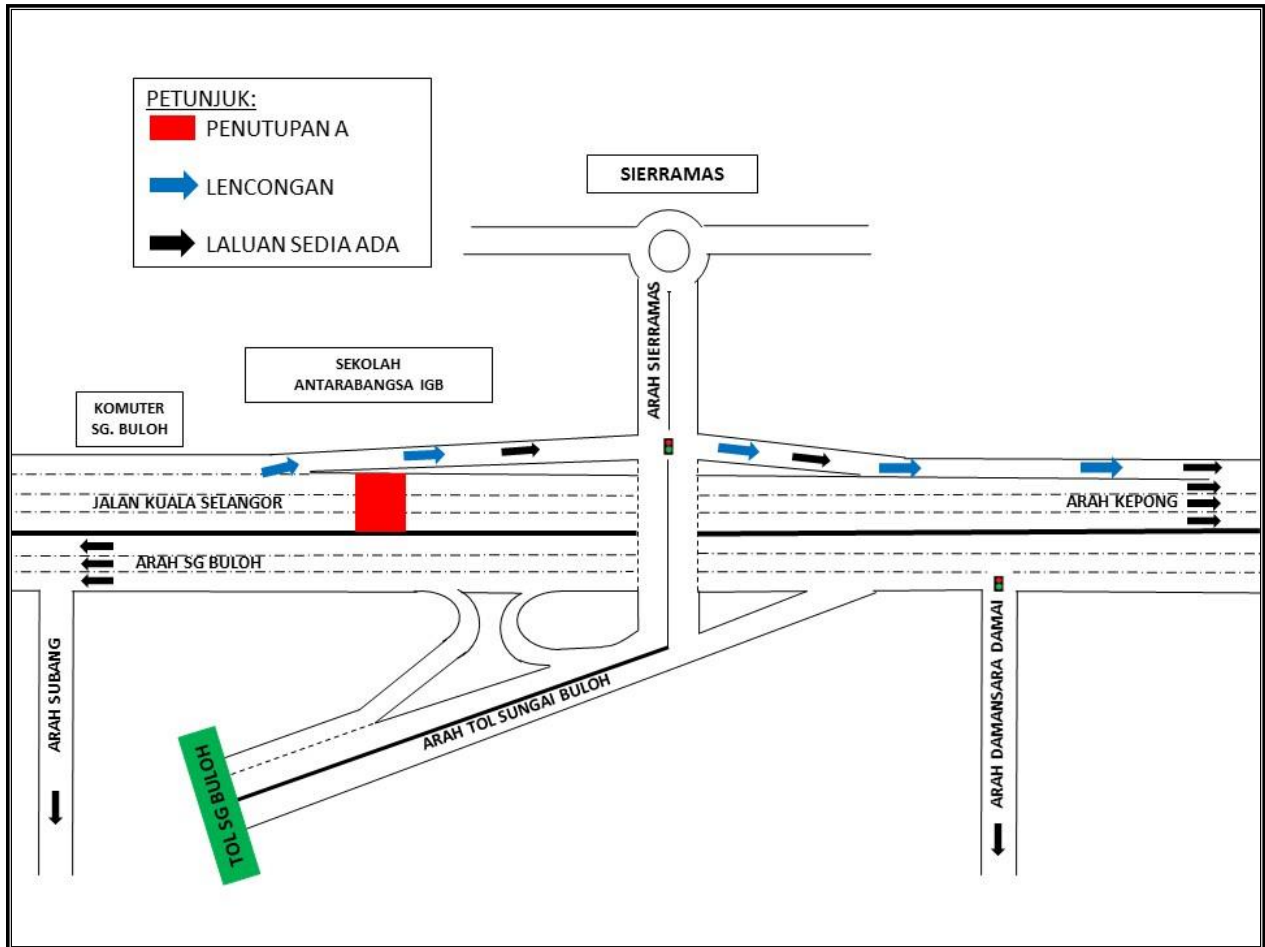 PETUNJUK:
PENUTUPAN A
LENCONGAN
LALUAN SEDIA ADA
SIERRAMAS
ARAH SIERRAMAS
SEKOLAH
ANTARABANGSA IGB
KOMUTER
SG. BULOH
JALAN KUALA SELANGOR
ARAH KEPONG
ARAH SG BULOH
ARAH SUBANG
TOL SG BULOH
ARAH TOL SUNGAI BULOH
ARAH DAMANSARA DAMAI